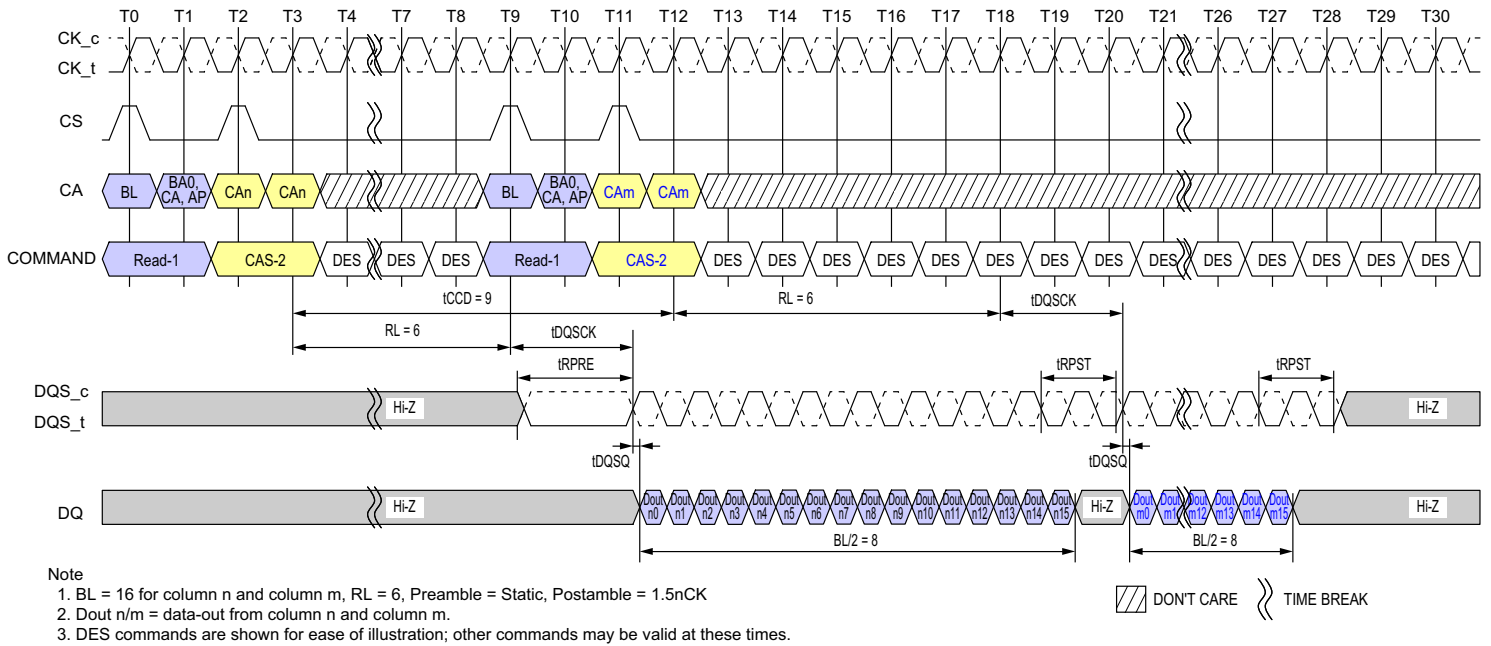 T0 T1 T2 T3 T4 T7 T8 T9 T10 T11 T12 T13 T14 T15 T16 T17 T18 T19 T20 T21 T26 T27 T28 T29 T30
CK_c
CK_t
CS
CA BL BA0, CA, AP CAn CAn BL BA0, CA, AP CAm CAm
COMMAND Read-1 CAS-2 DES DES DES Read-1 CAS-2 DES DES DES DES DES DES DES DES DES DES DES DES DES DES
tCCD = 9 RL = 6 tDQSCK
RL = 6 tDQSCK
tRPRE tRPST tRPST
DQS_c
DQS_t
Hi-Z Hi-Z
tDQSQ tDQSQ
DQ Hi-Z Dout n0 Dout n1 Dout n2 Dout n3 Dout n4 Dout n5 Dout n6 Dout n7 Dout n8 Dout n9 Dout n10 Dout n11 Dout n12 Dout n13 Dout n14 Dout n15 Hi-Z Dout m0 Dout m1 Dout m12 Dout m13 Dout m14 Dout m15 Hi-Z
BL/2 = 8 BL/2 = 8
Note
1. BL = 16 for column n and column m, RL = 6, Preamble = Static, Postamble = 1.5nCK
2. Dout n/m = data-out from column n and column m.
3. DES commands are shown for ease of illustration; other commands may be valid at these times.
DON'T CARE TIME BREAK